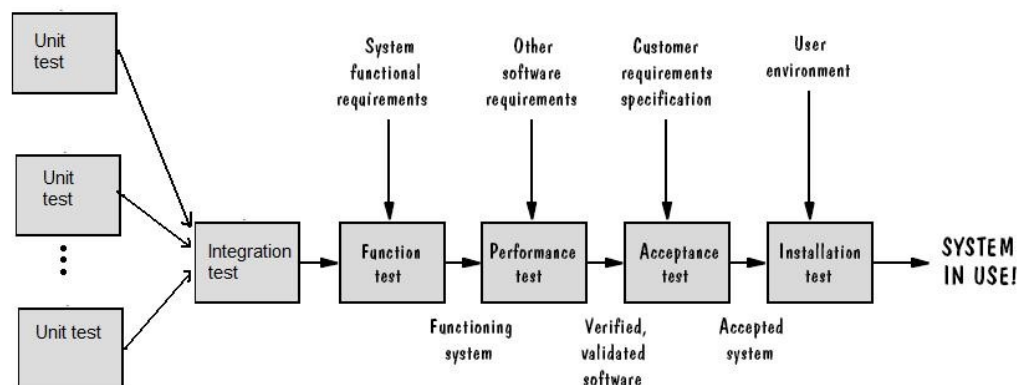 Unit
test
Unit
test
Unit test
Integration
test
System
functional
requirements
Function
test
Functioning
system
Other
software
requirements
Performance
test
Verified,
validated
software
Customer
requirements
specification
Acceptance
test
Accepted
system
User
environment
Installation
test
SYSTEM
IN USE!